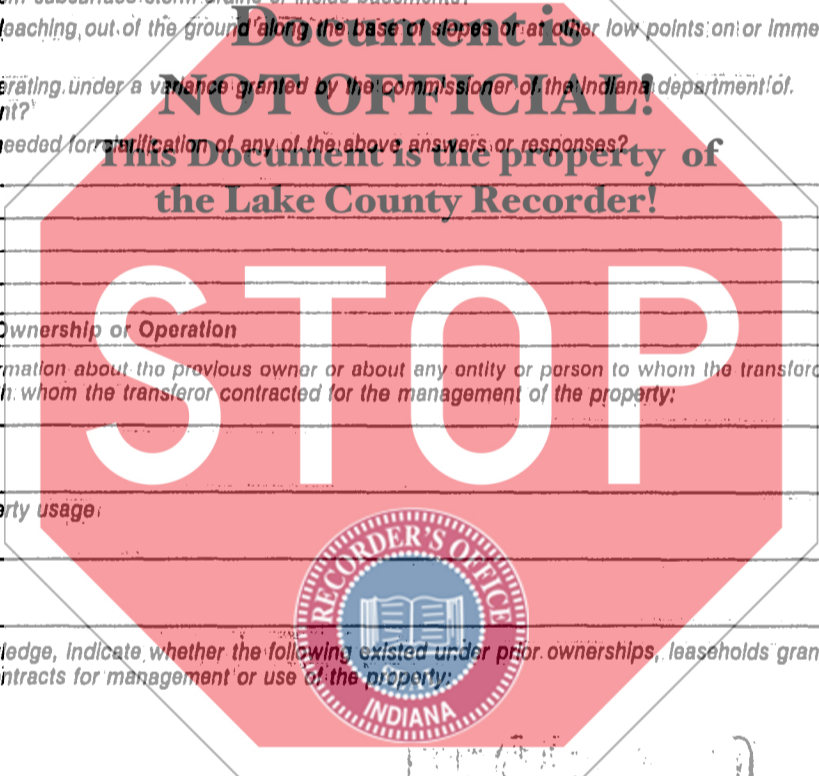 leaching out of the ground along the base of slopes or at other low points on or imme
Document is
erating under a variance granted by the commissioner of the Indiana department of
NOT OFFICIAL!
nt?
eeded for clarification of any of the above answers or responses?
This Document is the property of
the Lake County Recorder!
STOP
Ownership or Operation
rmation about the previous owner or about any entity or person to whom the transfero
h whom the transferor contracted for the management of the property:
erty usage
RECORDER'S OFFICE
ledge, indicate whether the following existed under prior ownerships, leaseholds gran
ntracts for management or use of the property:
INDIANA